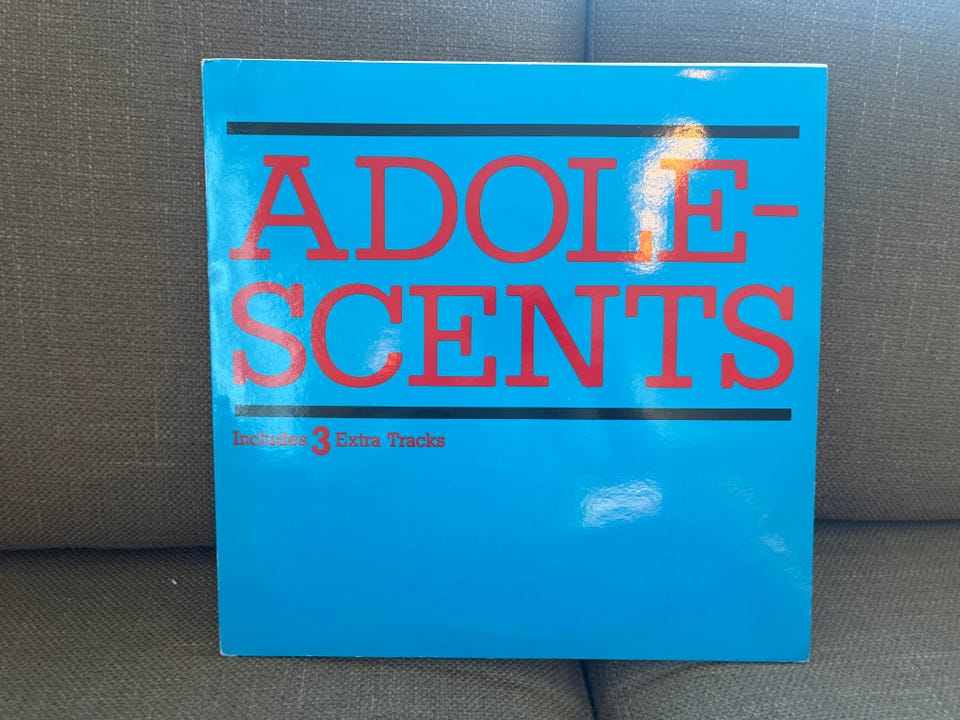 ADOLE-
SCENTS
Includes 3 Extra Tracks